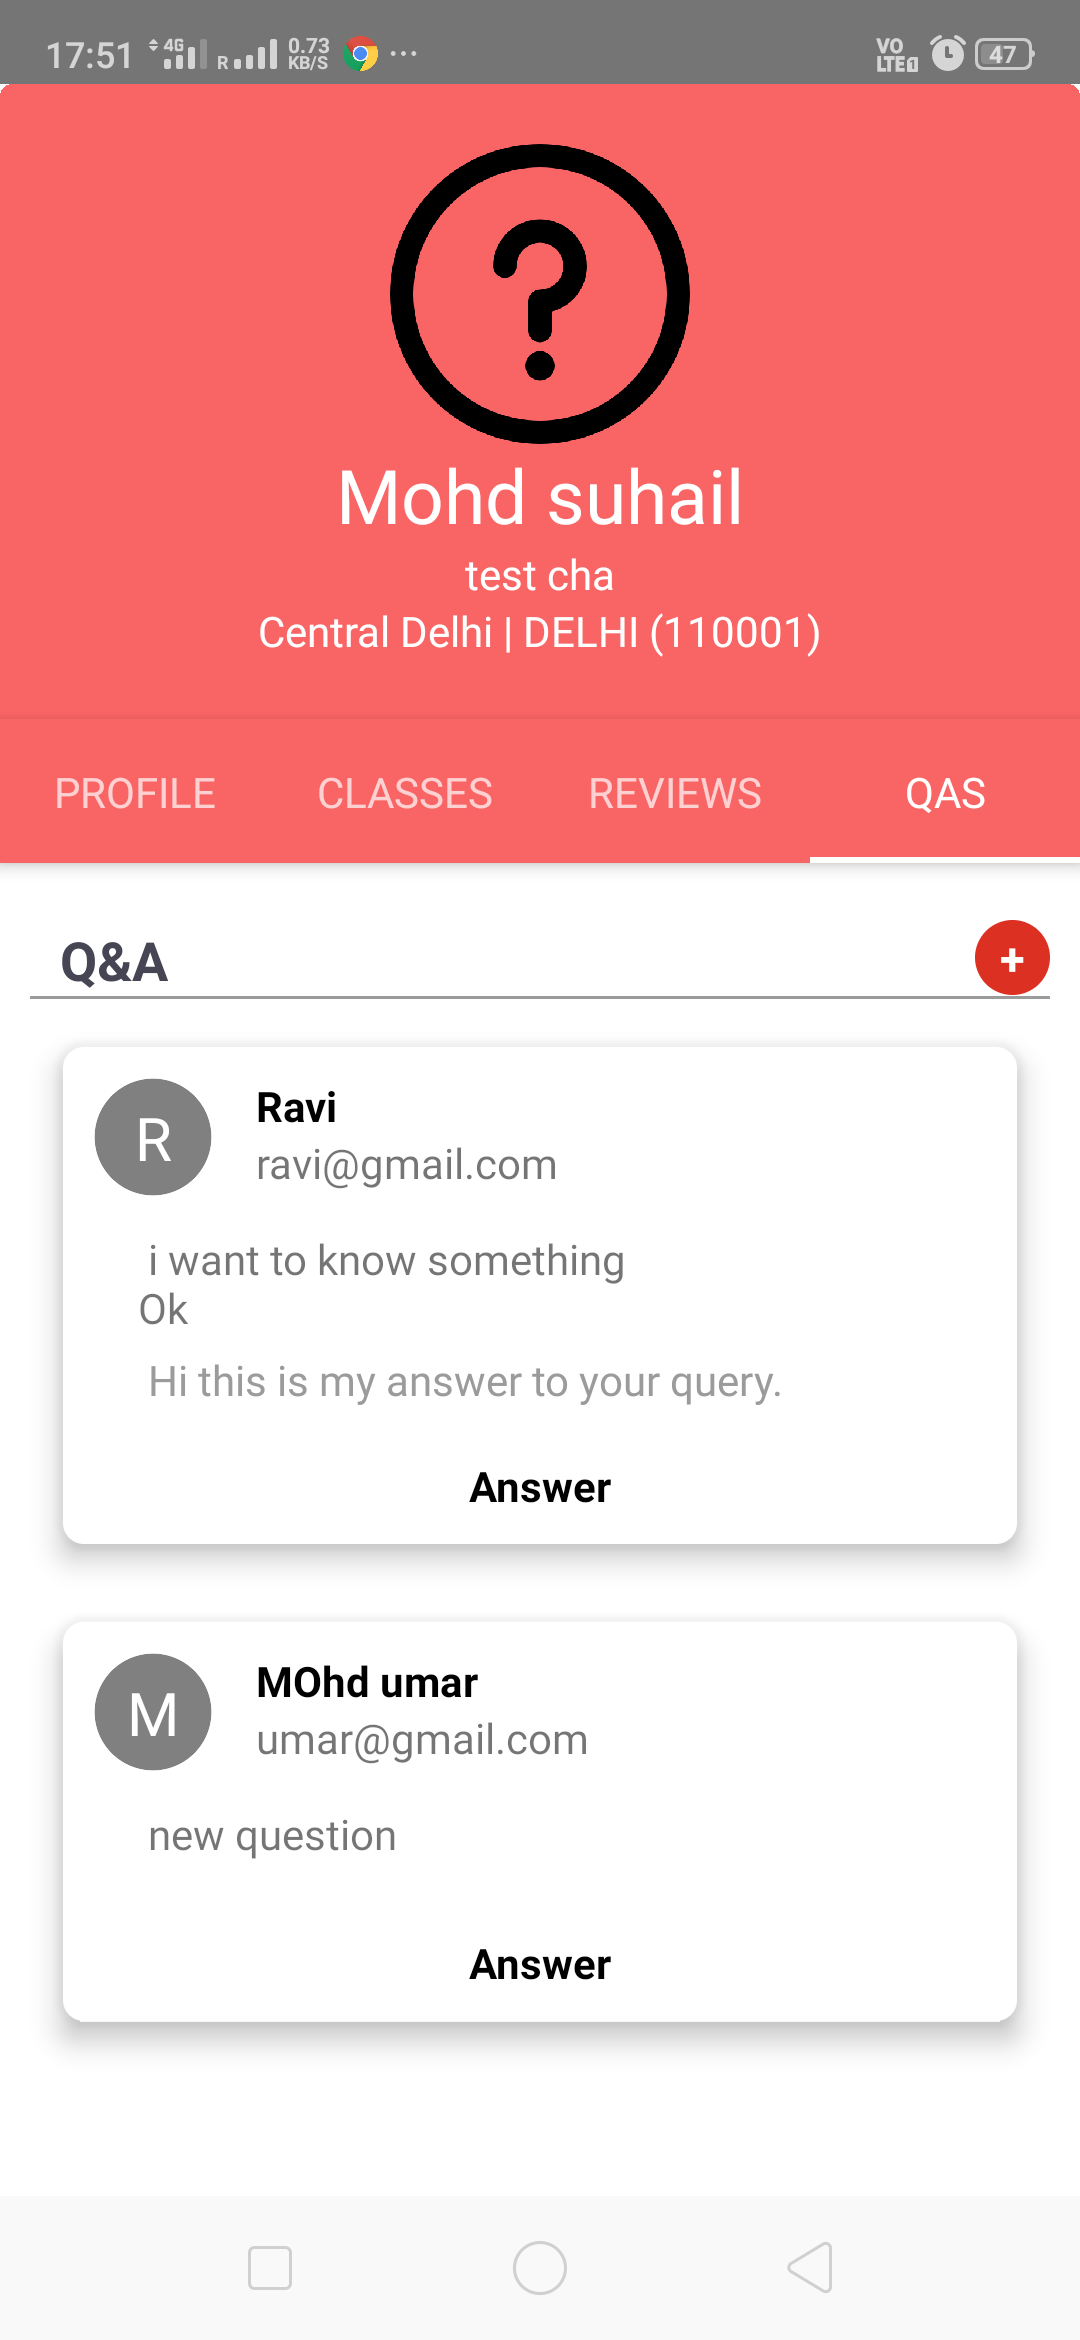 17:51 4G R 0.73 KB/S ... VO LTE1 47
?
Mohd suhail
test cha
Central Delhi | DELHI (110001)
PROFILE CLASSES REVIEWS QAS
Q&A +
R Ravi
ravi@gmail.com
i want to know something
Ok
Hi this is my answer to your query.
Answer
M MOhd umar
umar@gmail.com
new question
Answer